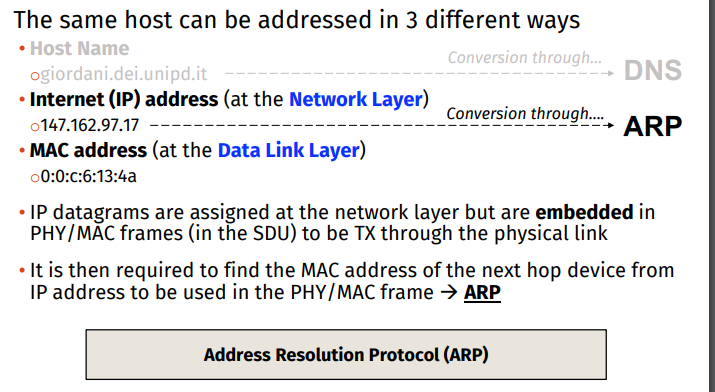 The same host can be addressed in 3 different ways
• Host Name
Conversion through...
DNS
○giordani.dei.unipd.it
• Internet (IP) address (at the Network Layer)
Conversion through....
ARP
○147.162.97.17
• MAC address (at the Data Link Layer)
○0:0:c:6:13:4a
• IP datagrams are assigned at the network layer but are embedded in
PHY/MAC frames (in the SDU) to be TX through the physical link
• It is then required to find the MAC address of the next hop device from
IP address to be used in the PHY/MAC frame → ARP
Address Resolution Protocol (ARP)